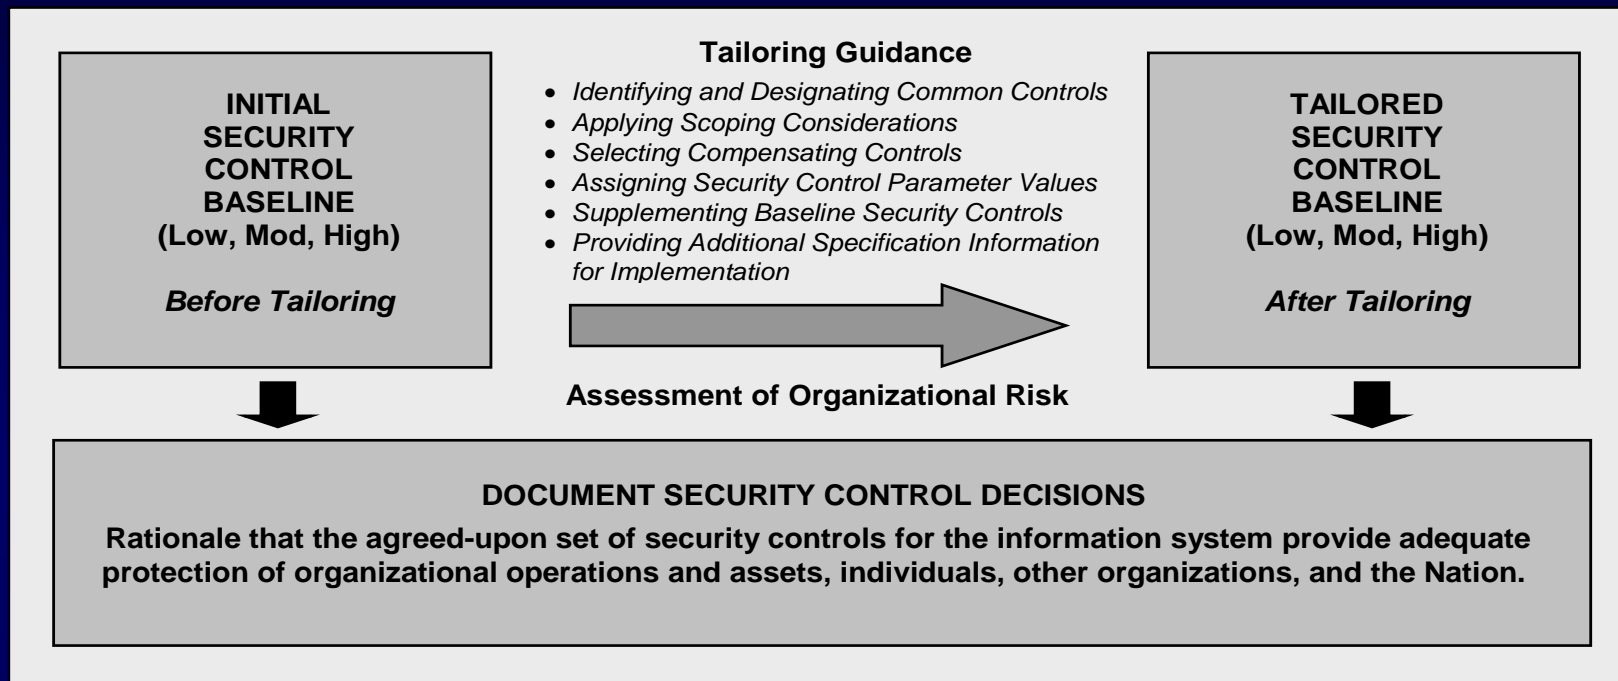 INITIAL
SECURITY
CONTROL
BASELINE
(Low, Mod, High)
Before Tailoring
Tailoring Guidance
• Identifying and Designating Common Controls
• Applying Scoping Considerations
• Selecting Compensating Controls
• Assigning Security Control Parameter Values
• Supplementing Baseline Security Controls
• Providing Additional Specification Information
for Implementation
Assessment of Organizational Risk
TAILORED
SECURITY
CONTROL
BASELINE
(Low, Mod, High)
After Tailoring
DOCUMENT SECURITY CONTROL DECISIONS
Rationale that the agreed-upon set of security controls for the information system provide adequate
protection of organizational operations and assets, individuals, other organizations, and the Nation.